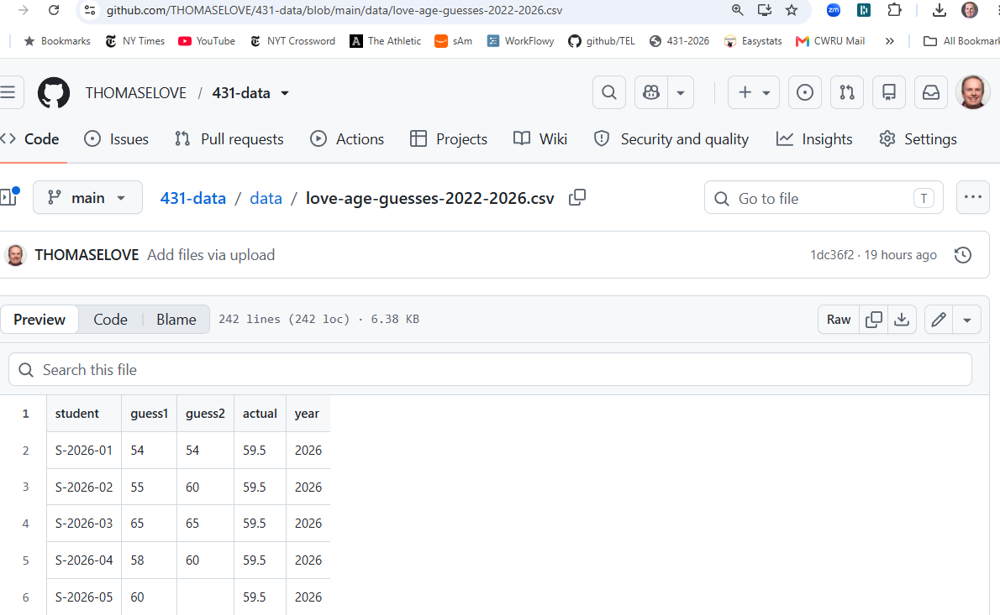 github.com/THOMASELOVE/431-data/blob/main/data/love-age-guesses-2022-2026.csv
Bookmarks NY Times YouTube NYT Crossword The Athletic sAm WorkFlowy github/TEL 431-2026 Easystats CWRU Mail » All Bookmar
THOMASELOVE / 431-data
Code Issues Pull requests Actions Projects Wiki Security and quality Insights Settings
main 431-data / data / love-age-guesses-2022-2026.csv Go to file T
THOMASELOVE Add files via upload 1dc36f2 · 19 hours ago
Preview Code Blame 242 lines (242 loc) · 6.38 KB Raw
Search this file
1 student guess1 guess2 actual year
2 S-2026-01 54 54 59.5 2026
3 S-2026-02 55 60 59.5 2026
4 S-2026-03 65 65 59.5 2026
5 S-2026-04 58 60 59.5 2026
6 S-2026-05 60 59.5 2026